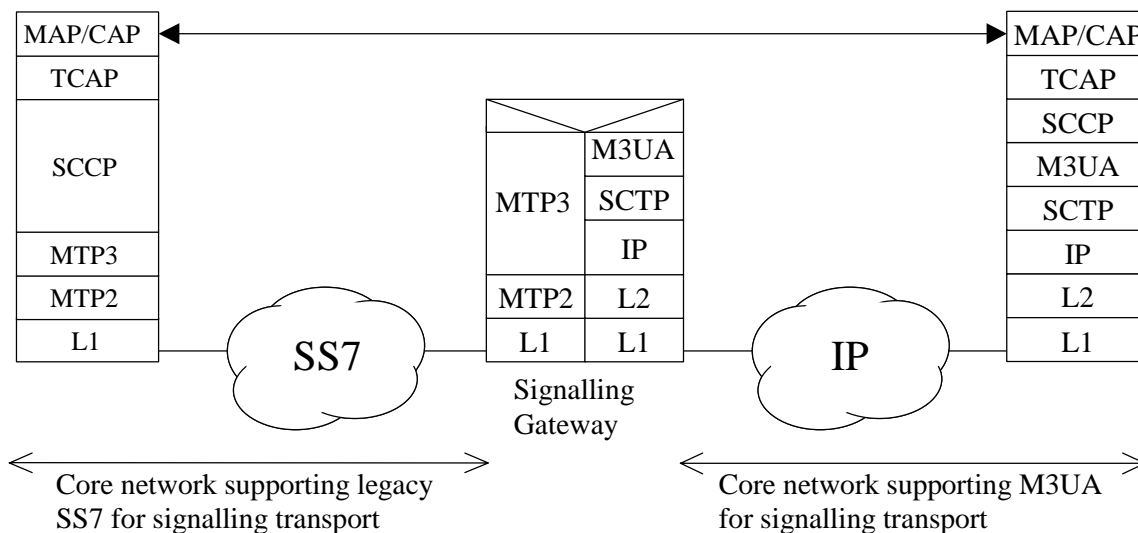 MAP/CAP
TCAP
SCCP
MTP3
MTP2
L1
SS7
MTP3
MTP2
L1
M3UA
SCTP
IP
L2
L1
Signalling
Gateway
IP
MAP/CAP
TCAP
SCCP
M3UA
SCTP
IP
L2
L1
Core network supporting legacy
SS7 for signalling transport
Core network supporting M3UA
for signalling transport